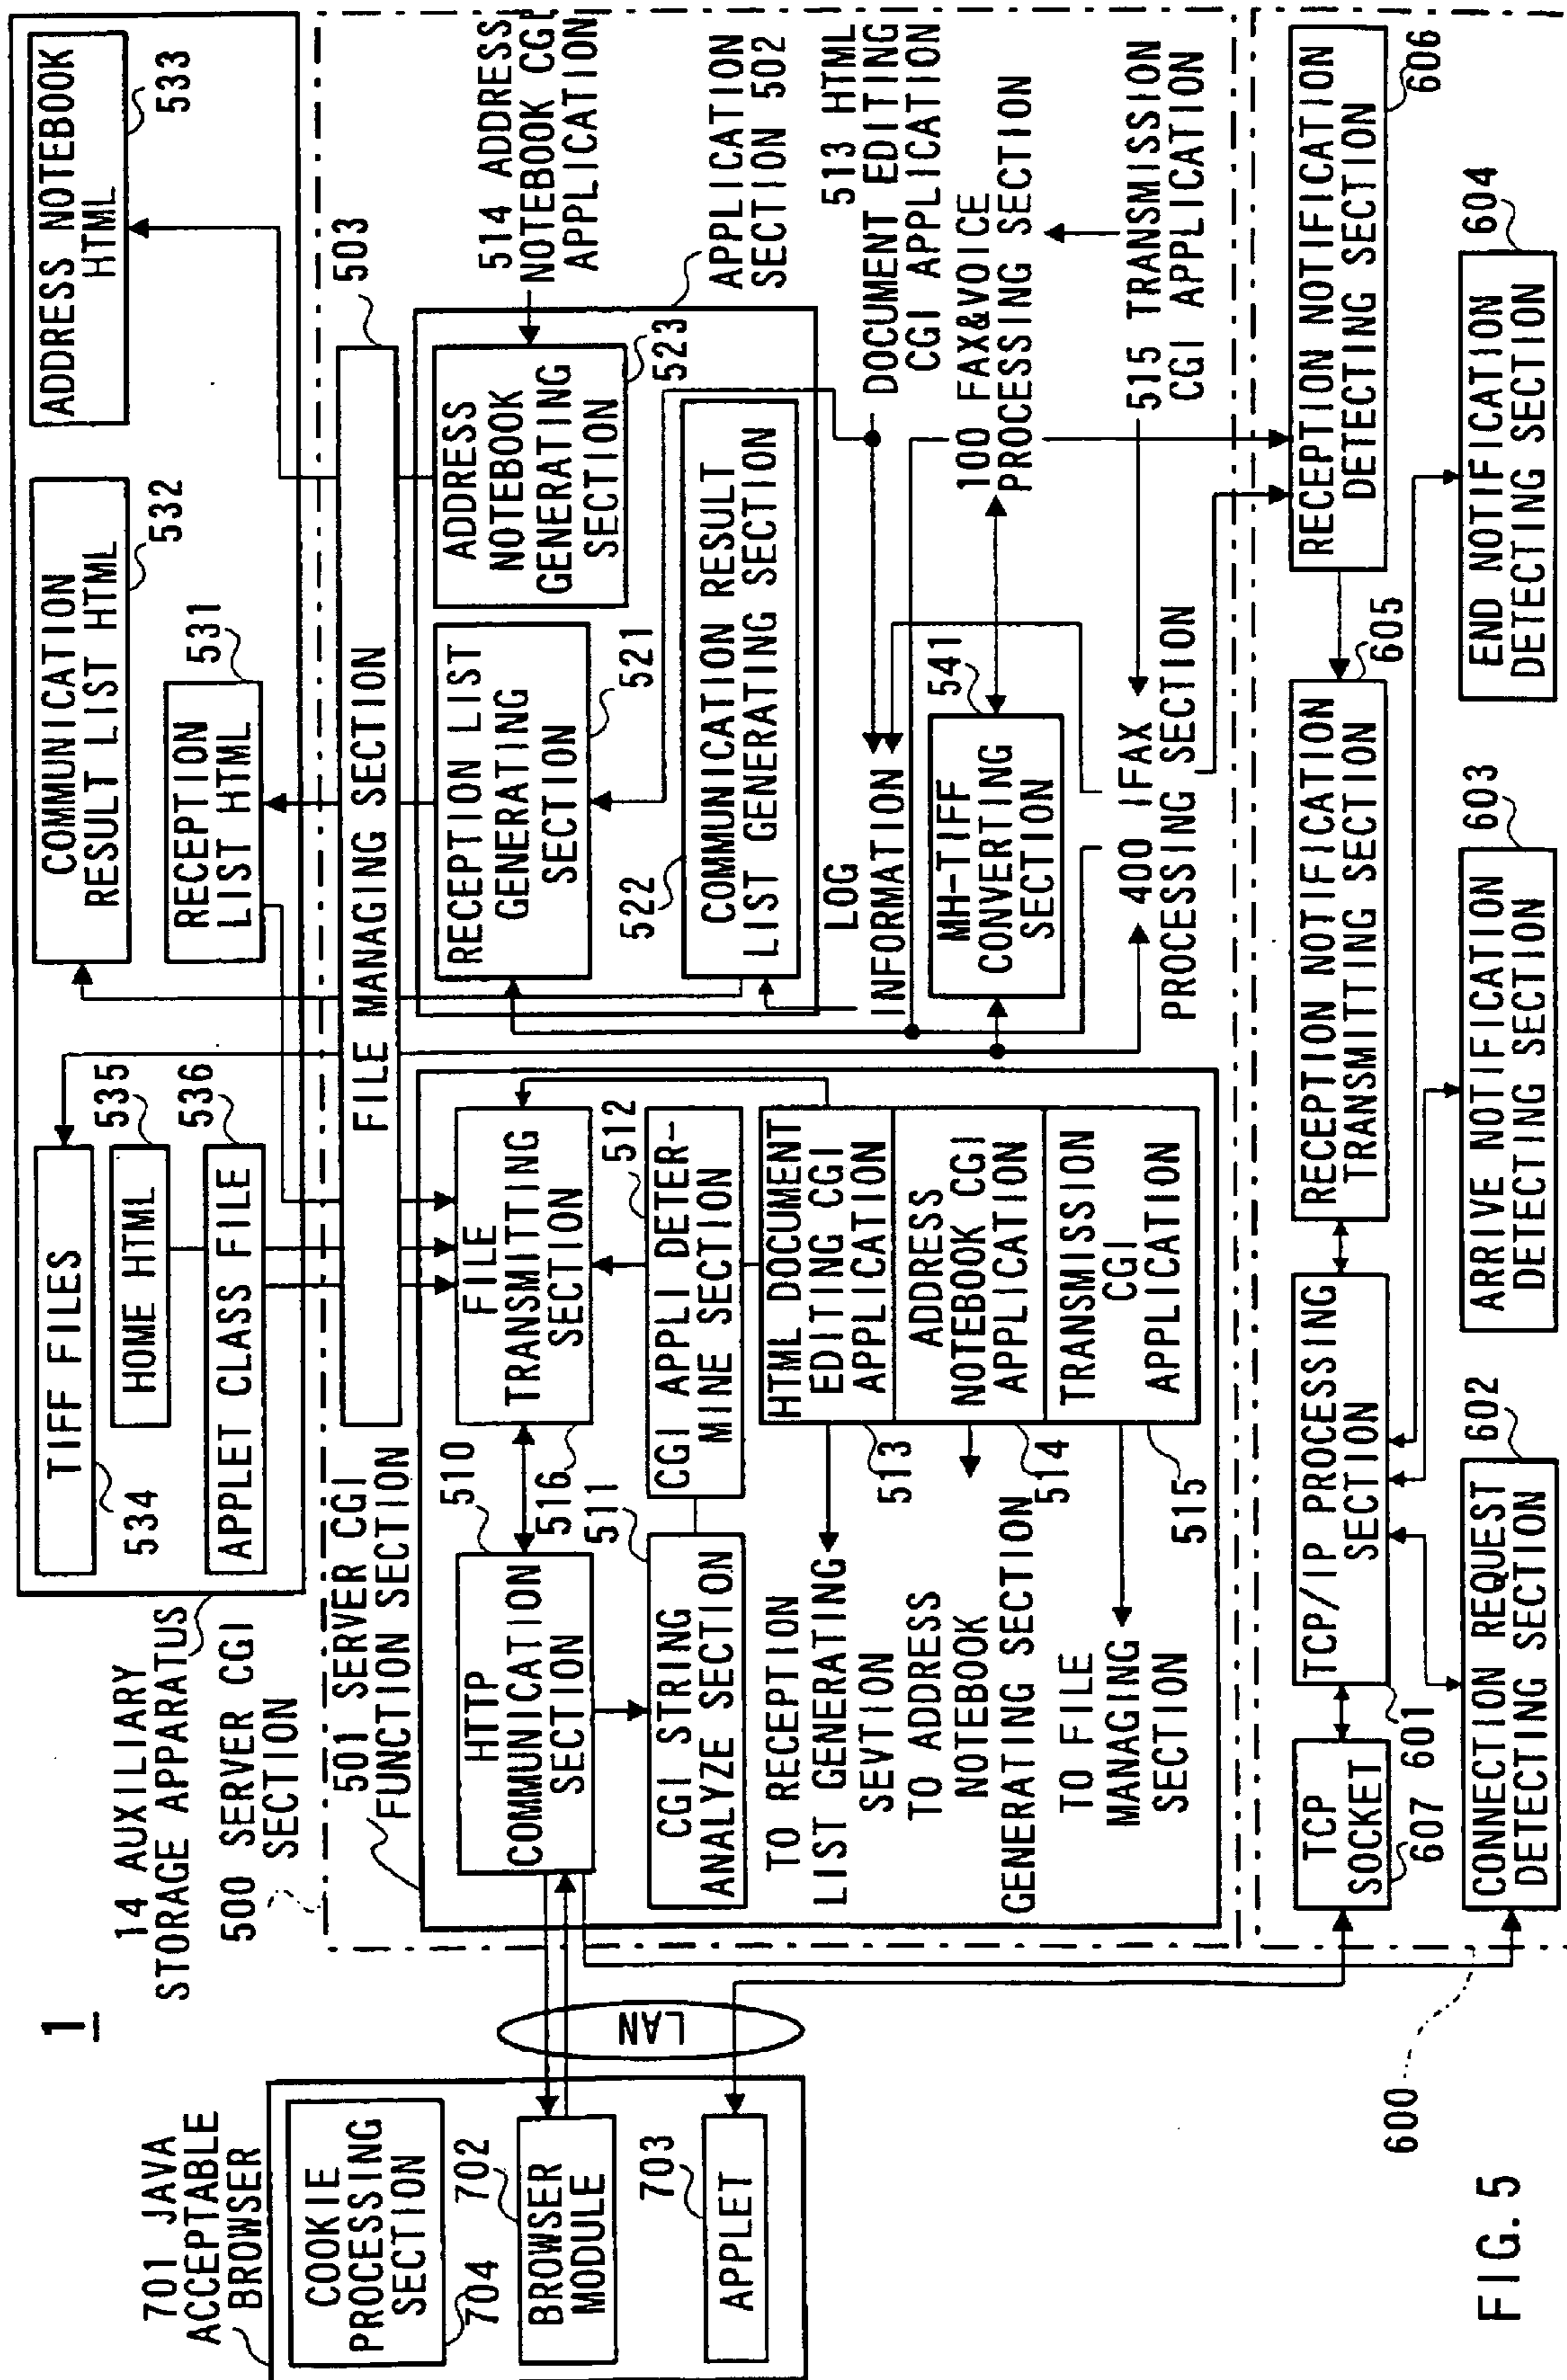 1
701 JAVA
ACCEPTABLE
BROWSER
COOKIE
PROCESSING
SECTION
704
702
BROWSER
MODULE
703
APPLET
LAN
14 AUXILIARY
STORAGE APPARATUS
500 SERVER CGI
SECTION
TIFF FILES
534
HOME HTML
535
APPLET CLASS FILE
536
COMMUNICATION
RESULT LIST HTML
532
RECEPTION
LIST HTML
531
ADDRESS NOTEBOOK
HTML
533
FILE MANAGING SECTION
503
501 SERVER CGI
FUNCTION SECTION
510
HTTP
COMMUNICATION
SECTION
516
FILE
TRANSMITTING
SECTION
511
CGI STRING
ANALYZE SECTION
512
CGI APPLI DETER-
MINE SECTION
HTML DOCUMENT
EDITING CGI
APPLICATION
ADDRESS
NOTEBOOK CGI
APPLICATION
TRANSMISSION
CGI
APPLICATION
513
514
515
TO RECEPTION
LIST GENERATING
SEVTION
TO ADDRESS
NOTEBOOK
GENERATING SECTION
TO FILE
MANAGING
SECTION
RECEPTION LIST
GENERATING
SECTION
521
ADDRESS
NOTEBOOK
GENERATING
SECTION
523
522
COMMUNICATION RESULT
LIST GENERATING SECTION
514 ADDRESS
NOTEBOOK CGI
APPLICATION
APPLICATION
SECTION 502
LOG
INFORMATION
513 HTML
DOCUMENT EDITING
CGI APPLICATION
MH-TIFF
CONVERTING
SECTION
541
100 FAX&VOICE
PROCESSING SECTION
400 IFAX
PROCESSING SECTION
515 TRANSMISSION
CGI APPLICATION
600
TCP
SOCKET
607
601
TCP/IP PROCESSING
SECTION
RECEPTION NOTIFICATION
TRANSMITTING SECTION
605
RECEPTION NOTIFICATION
DETECTING SECTION
606
CONNECTION REQUEST
DETECTING SECTION
602
ARRIVE NOTIFICATION
DETECTING SECTION
603
END NOTIFICATION
DETECTING SECTION
604
FIG. 5